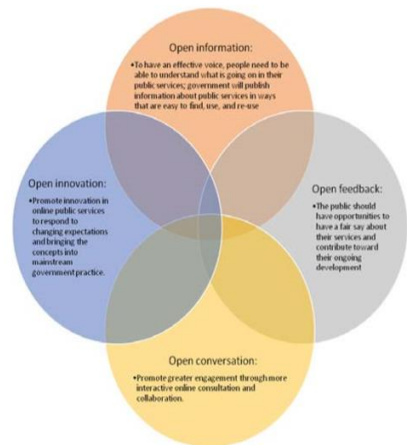 Open information:
•To have an effective voice, people need to be
able to understand what is going on in their
public services; government will publish
information about public services in ways
that are easy to find, use, and re-use
Open innovation:
•Promote innovation in
online public services
to respond to
changing expectations
and bringing the
concepts into
mainstream
government practice.
Open feedback:
•The public should
have opportunities to
have a fair say about
their services and
contribute toward
their ongoing
development
Open conversation:
•Promote greater engagement through more
interactive online consultation and
collaboration.